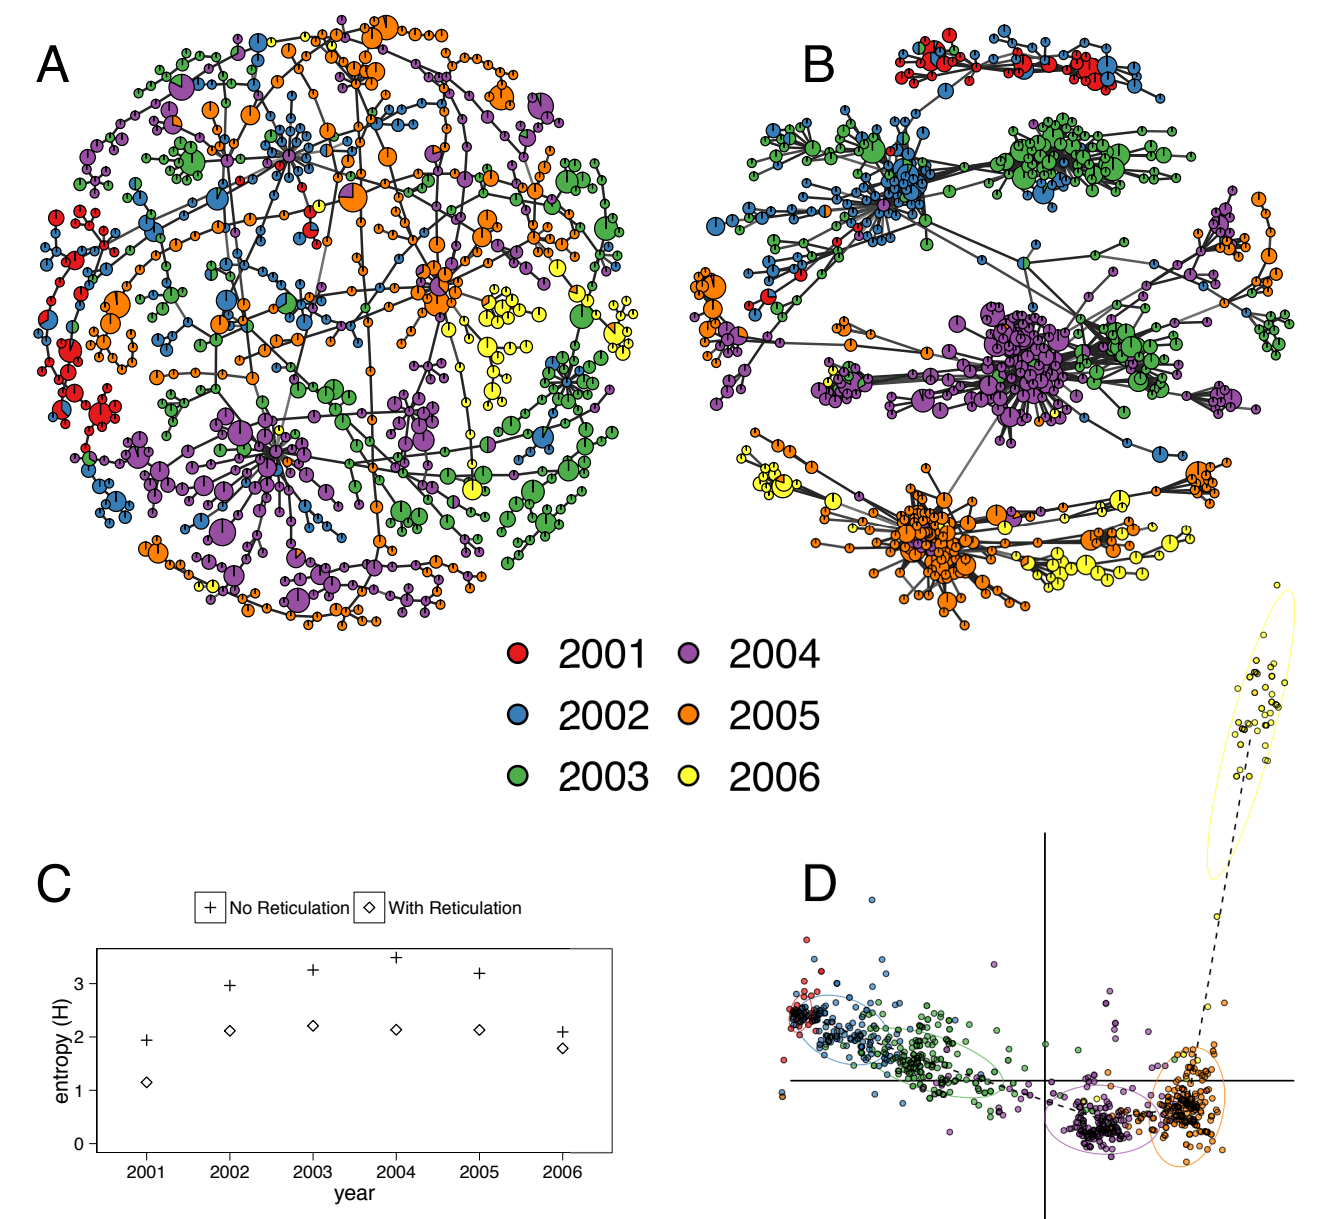 A
B
2001 2004
2002 2005
2003 2006
C
D
No Reticulation With Reticulation
entropy (H)
3
2
1
0
2001 2002 2003 2004 2005 2006
year